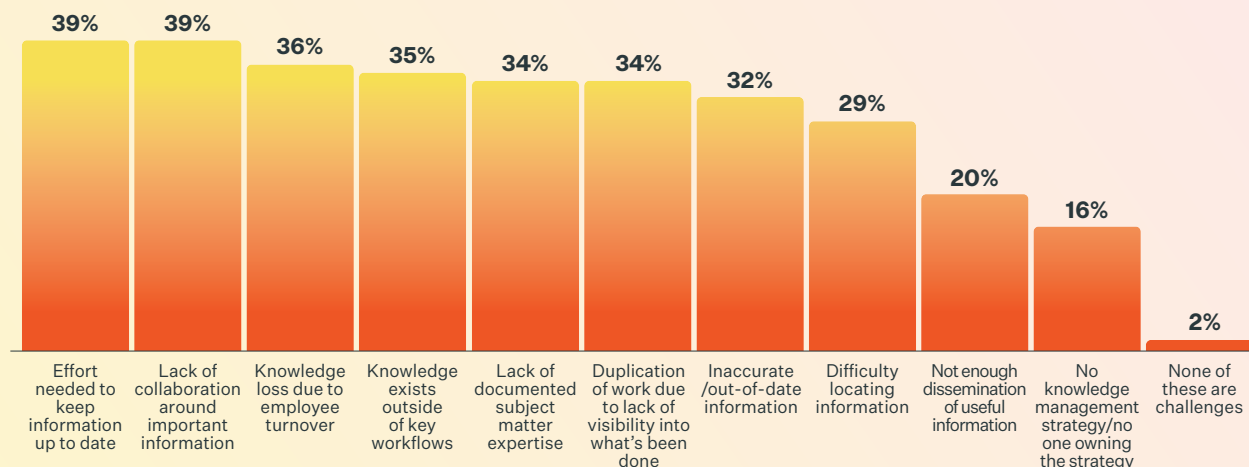 39%
39%
36%
35%
34%
34%
32%
29%
20%
16%
2%
Effort
needed to
keep
information
up to date
Lack of
collaboration
around
important
information
Knowledge
loss due to
employee
turnover
Knowledge
exists
outside
of key
workflows
Lack of
documented
subject
matter
expertise
Duplication
of work due
to lack of
visibility into
what's been
done
Inaccurate
/out-of-date
information
Difficulty
locating
information
Not enough
dissemination
of useful
information
No
knowledge
management
strategy/no
one owning
the strategy
None of
these are
challenges